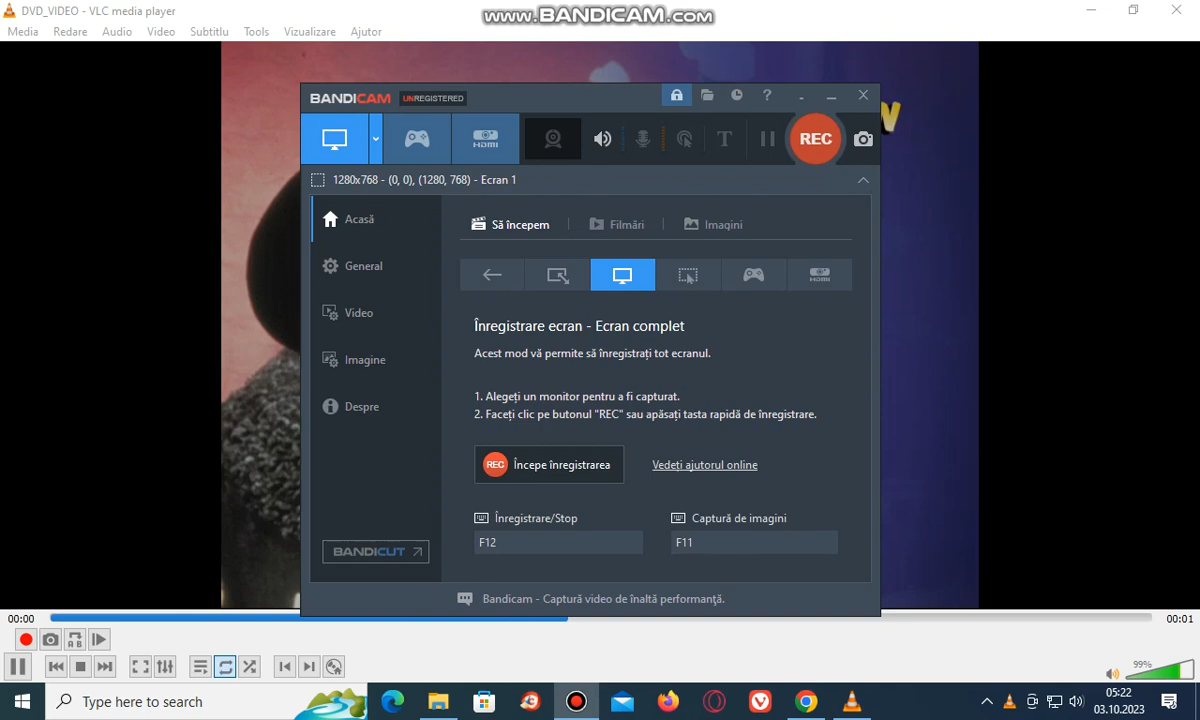 DVD_VIDEO - VLC media player
www.BANDICAM.com
Media Redare Audio Video Subtitlu Tools Vizualizare Ajutor
BANDICAM UNREGISTERED
HDMI
T
REC
1280x768 - (0, 0), (1280, 768) - Ecran 1
Acasă
General
Video
Imagine
Despre
BANDICUT
Să începem
Filmări
Imagini
HDMI
Înregistrare ecran - Ecran complet
Acest mod vă permite să înregistrați tot ecranul.
1. Alegeți un monitor pentru a fi capturat.
2. Faceți clic pe butonul "REC" sau apăsați tasta rapidă de înregistrare.
REC Începe înregistrarea
Vedeți ajutorul online
Înregistrare/Stop
F12
Captură de imagini
F11
Bandicam - Captură video de înaltă performanță.
00:00
00:01
99%
Type here to search
05:22
03.10.2023